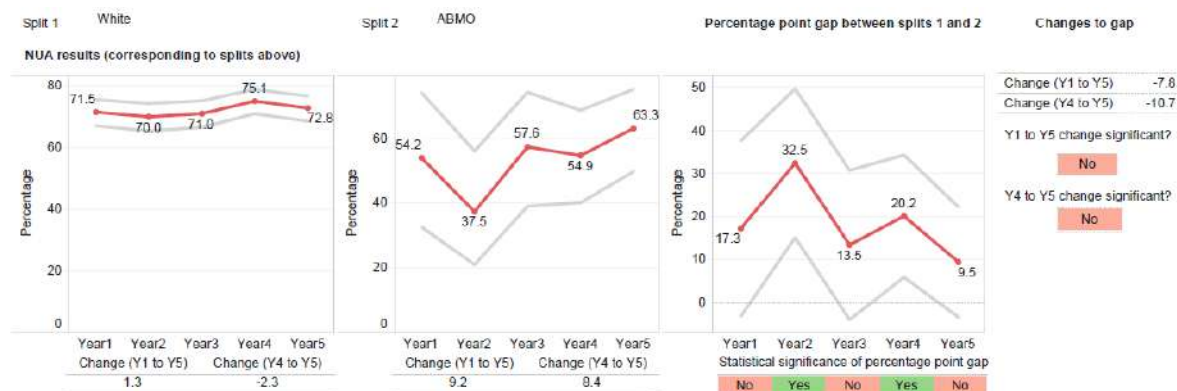 Split 1 White Split 2 ABMO Percentage point gap between splits 1 and 2 Changes to gap
NUA results (corresponding to splits above)
80
60
40
20
0
Percentage
71.5
70.0
71.0
75.1
72.8
Year1 Year2 Year3 Year4 Year5
Change (Y1 to Y5) Change (Y4 to Y5)
1.3 -2.3
60
40
20
0
Percentage
54.2
37.5
57.6
54.9
63.3
Year1 Year2 Year3 Year4 Year5
Change (Y1 to Y5) Change (Y4 to Y5)
9.2 8.4
50
40
30
20
10
0
Percentage
17.3
32.5
13.5
20.2
9.5
Year1 Year2 Year3 Year4 Year5
Statistical significance of percentage point gap
No Yes No Yes No
Change (Y1 to Y5) -7.8
Change (Y4 to Y5) -10.7
Y1 to Y5 change significant?
No
Y4 to Y5 change significant?
No